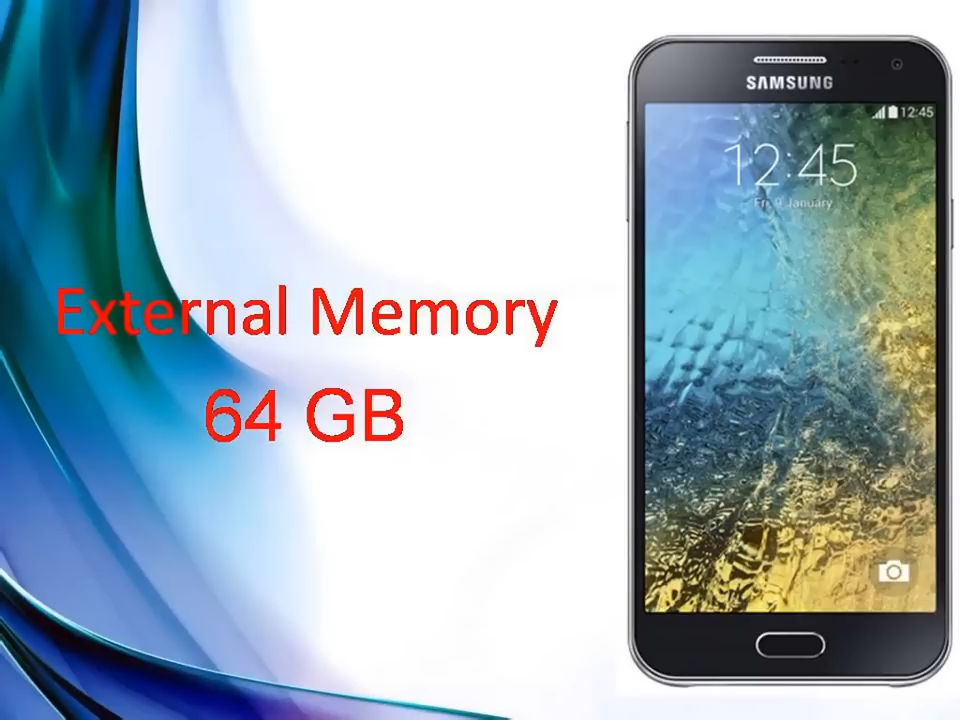 SAMSUNG
12:45
12:45
Fri, 9 January
External Memory
64 GB